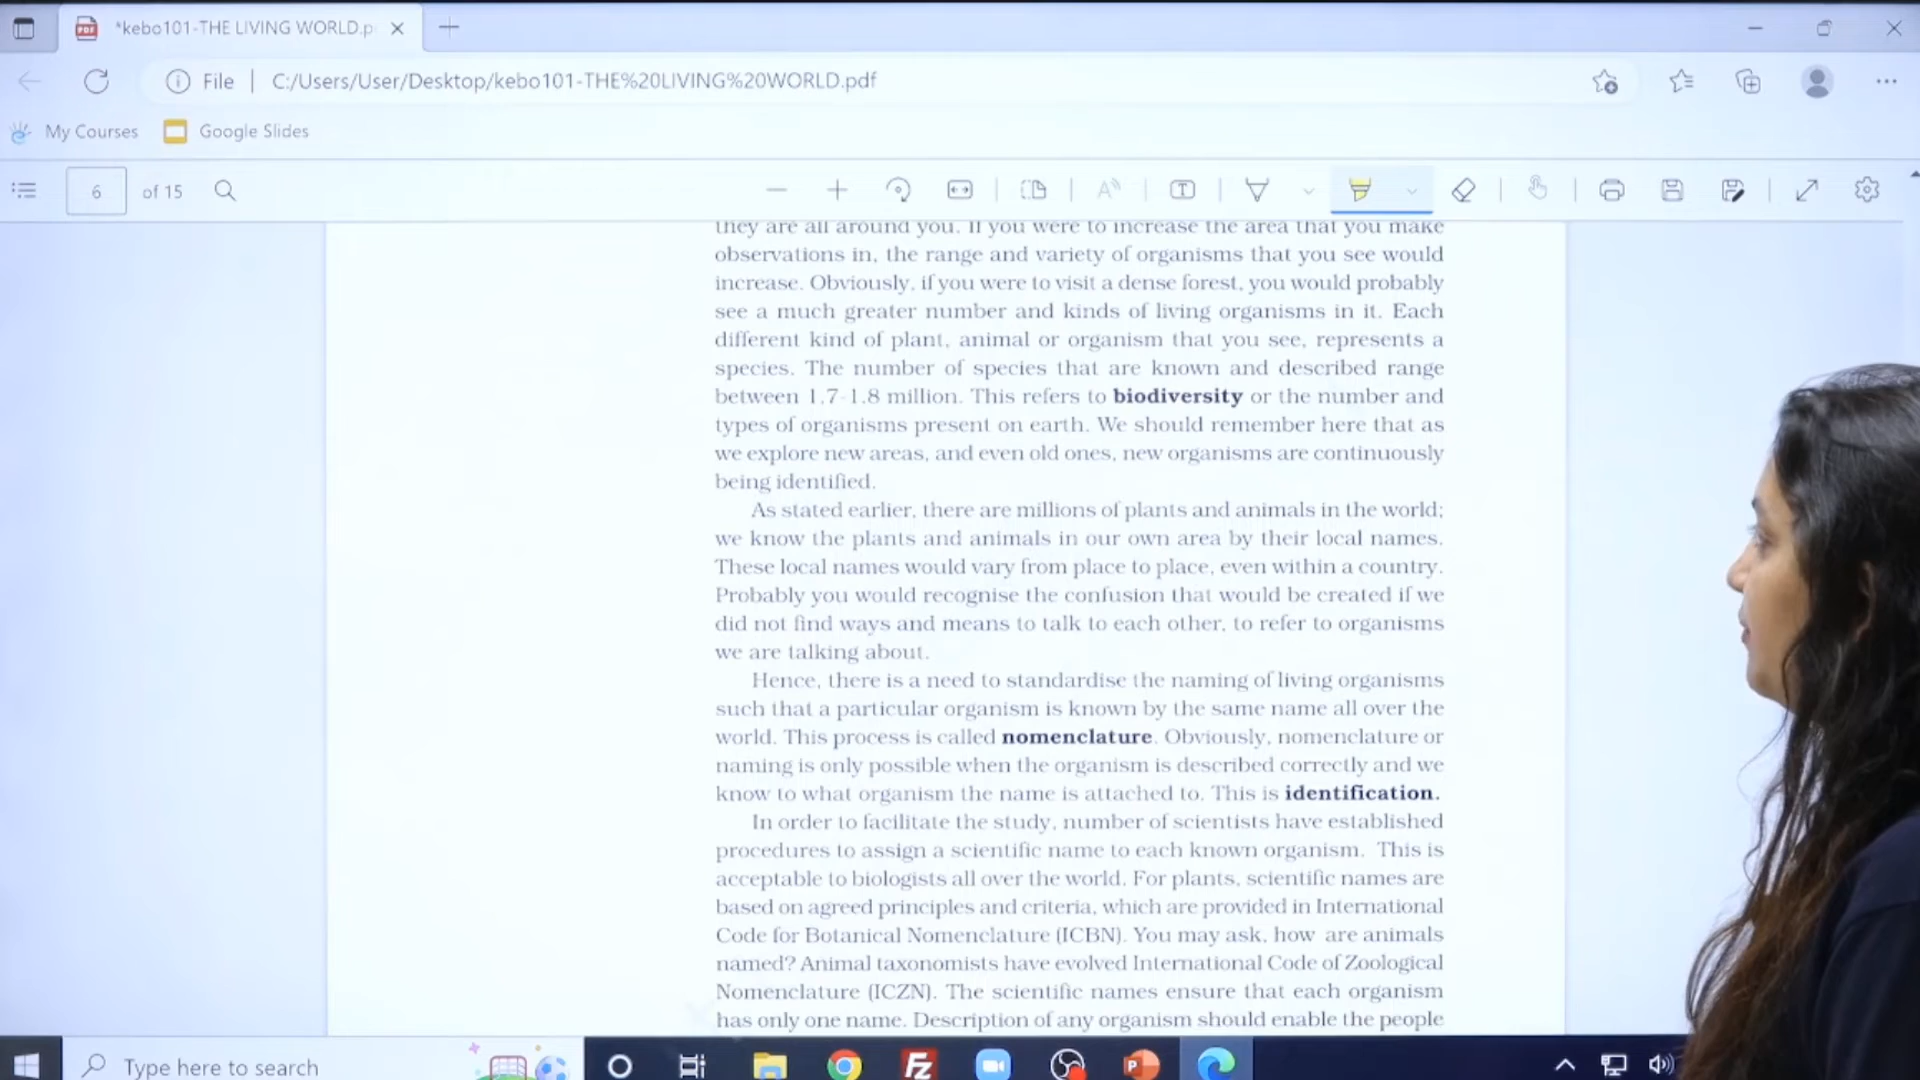 *kebo101-THE LIVING WORLD.p
File
C:/Users/User/Desktop/kebo101-THE%20LIVING%20WORLD.pdf
My Courses
Google Slides
6 of 15
they are all around you. If you were to increase the area that you make
observations in, the range and variety of organisms that you see would
increase. Obviously, if you were to visit a dense forest, you would probably
see a much greater number and kinds of living organisms in it. Each
different kind of plant, animal or organism that you see, represents a
species. The number of species that are known and described range
between 1.7-1.8 million. This refers to biodiversity or the number and
types of organisms present on earth. We should remember here that as
we explore new areas, and even old ones, new organisms are continuously
being identified.
As stated earlier, there are millions of plants and animals in the world;
we know the plants and animals in our own area by their local names.
These local names would vary from place to place, even within a country.
Probably you would recognise the confusion that would be created if we
did not find ways and means to talk to each other, to refer to organisms
we are talking about.
Hence, there is a need to standardise the naming of living organisms
such that a particular organism is known by the same name all over the
world. This process is called nomenclature. Obviously, nomenclature or
naming is only possible when the organism is described correctly and we
know to what organism the name is attached to. This is identification.
In order to facilitate the study, number of scientists have established
procedures to assign a scientific name to each known organism. This is
acceptable to biologists all over the world. For plants, scientific names are
based on agreed principles and criteria, which are provided in International
Code for Botanical Nomenclature (ICBN). You may ask, how are animals
named? Animal taxonomists have evolved International Code of Zoological
Nomenclature (ICZN). The scientific names ensure that each organism
has only one name. Description of any organism should enable the people
Type here to search